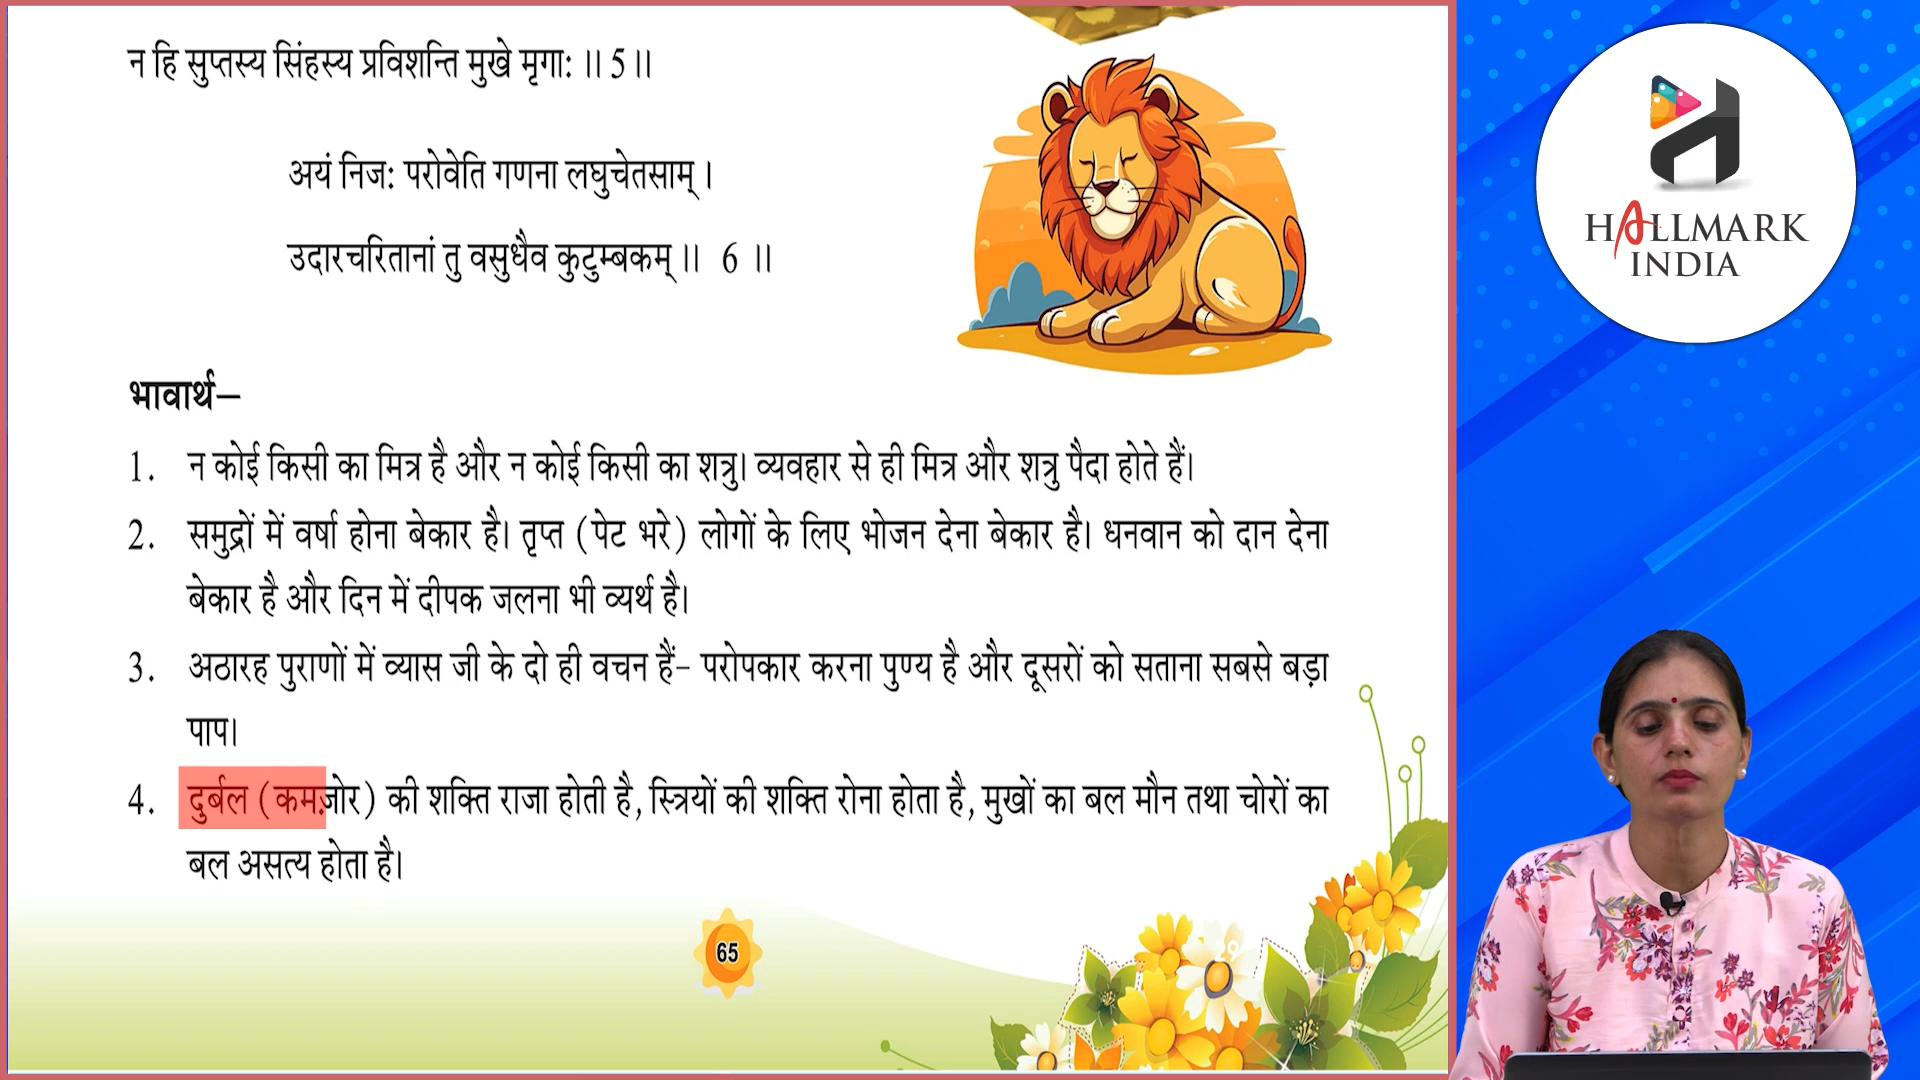 न हि सुप्तस्य सिंहस्य प्रविशन्ति मुखे मृगा: ॥ 5॥
अयं निज: परोवेति गणना लघुचेतसाम् ।
उदारचरितानां तु वसुधैव कुटुम्बकम् ॥ 6 ॥
भावार्थ–
1. न कोई किसी का मित्र है और न कोई किसी का शत्रु। व्यवहार से ही मित्र और शत्रु पैदा होते हैं।
2. समुद्रों में वर्षा होना बेकार है। तृप्त (पेट भरे) लोगों के लिए भोजन देना बेकार है। धनवान को दान देना
बेकार है और दिन में दीपक जलना भी व्यर्थ है।
3. अठारह पुराणों में व्यास जी के दो ही वचन हैं– परोपकार करना पुण्य है और दूसरों को सताना सबसे बड़ा
पाप।
4. दुर्बल (कमज़ोर) की शक्ति राजा होती है, स्त्रियों की शक्ति रोना होता है, मुखों का बल मौन तथा चोरों का
बल असत्य होता है।
65
HALLMARK
INDIA